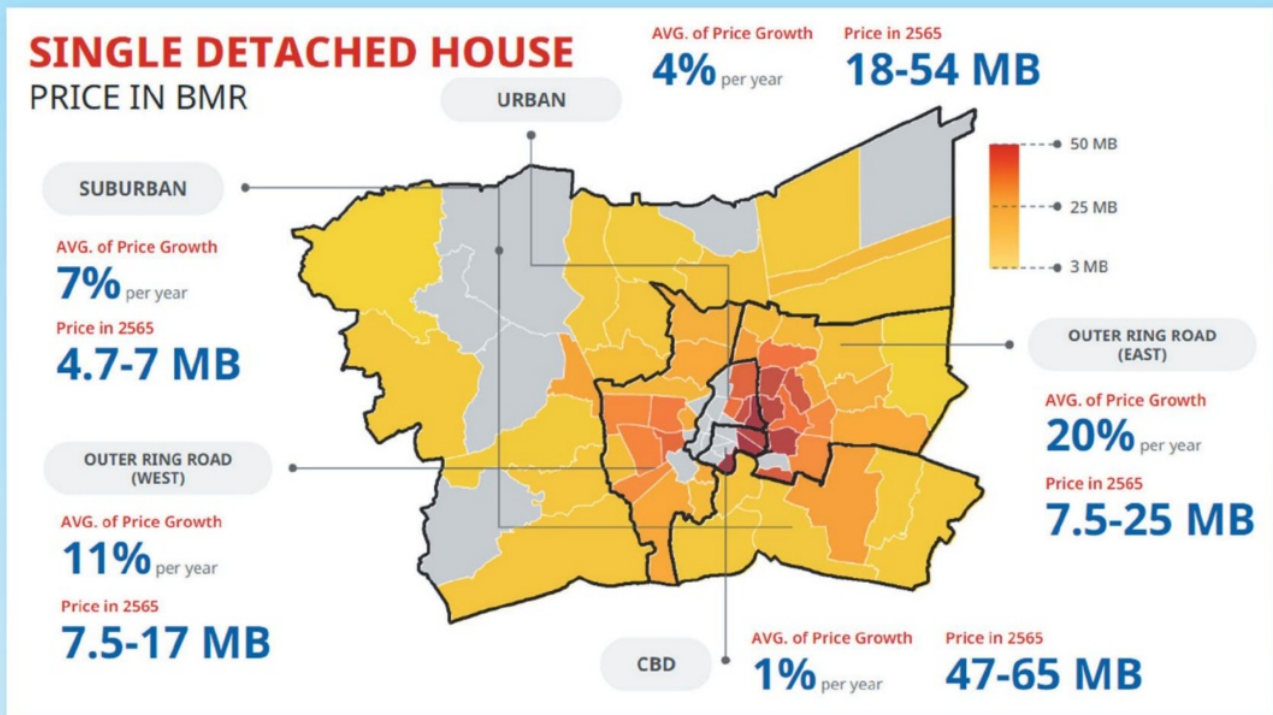 SINGLE DETACHED HOUSE
PRICE IN BMR
URBAN
AVG. of Price Growth
4% per year
Price in 2565
18-54 MB
50 MB
25 MB
3 MB
SUBURBAN
AVG. of Price Growth
7% per year
Price in 2565
4.7-7 MB
OUTER RING ROAD
(EAST)
AVG. of Price Growth
20% per year
Price in 2565
7.5-25 MB
OUTER RING ROAD
(WEST)
AVG. of Price Growth
11% per year
Price in 2565
7.5-17 MB
CBD
AVG. of Price Growth
1% per year
Price in 2565
47-65 MB